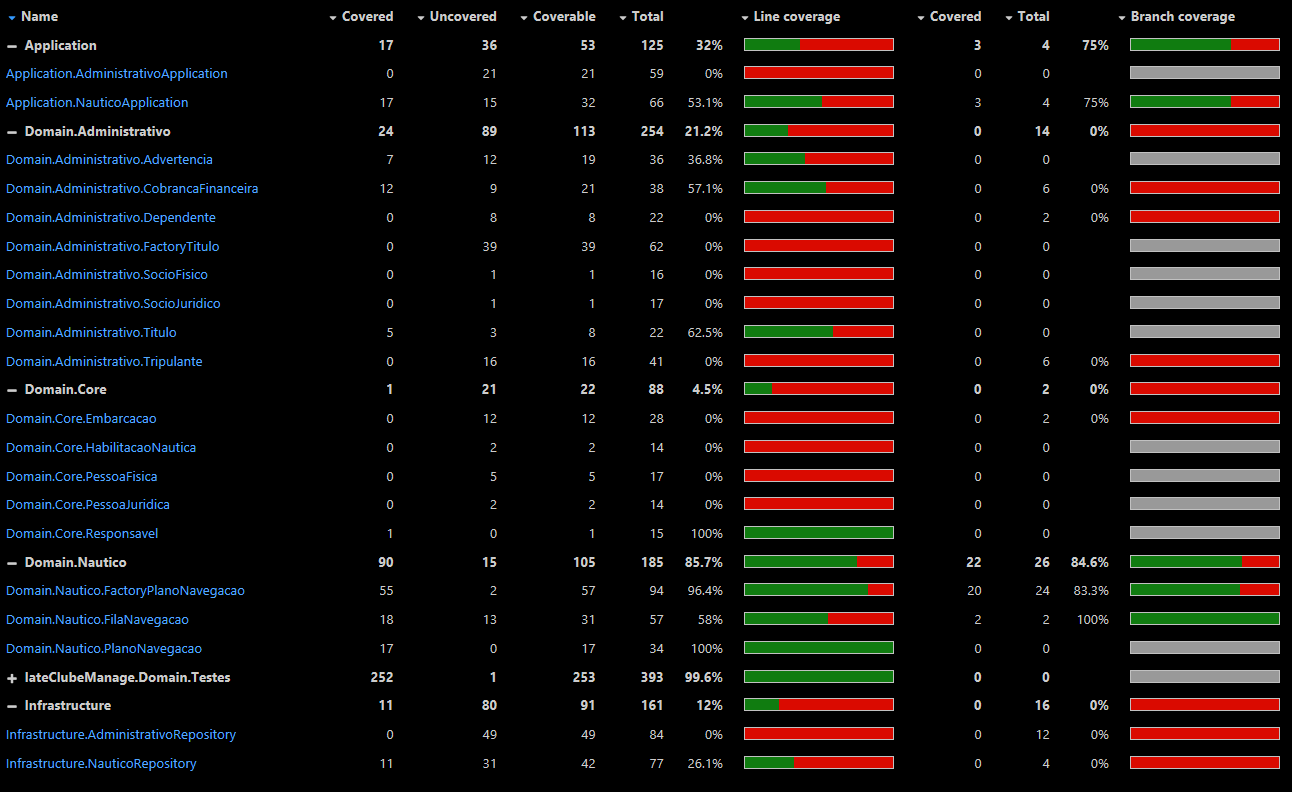 Name Covered Uncovered Coverable Total Line coverage Covered Total Branch coverage
Application 17 36 53 125 32% 3 4 75%
Application.AdministrativoApplication 0 21 21 59 0% 0 0
Application.NauticoApplication 17 15 32 66 53.1% 3 4 75%
Domain.Administrativo 24 89 113 254 21.2% 0 14 0%
Domain.Administrativo.Advertencia 7 12 19 36 36.8% 0 0
Domain.Administrativo.CobrancaFinanceira 12 9 21 38 57.1% 0 6 0%
Domain.Administrativo.Dependente 0 8 8 22 0% 0 2 0%
Domain.Administrativo.FactoryTitulo 0 39 39 62 0% 0 0
Domain.Administrativo.SocioFisico 0 1 1 16 0% 0 0
Domain.Administrativo.SocioJuridico 0 1 1 17 0% 0 0
Domain.Administrativo.Titulo 5 3 8 22 62.5% 0 0
Domain.Administrativo.Tripulante 0 16 16 41 0% 0 6 0%
Domain.Core 1 21 22 88 4.5% 0 2 0%
Domain.Core.Embarcacao 0 12 12 28 0% 0 2 0%
Domain.Core.HabilitacaoNautica 0 2 2 14 0% 0 0
Domain.Core.PessoaFisica 0 5 5 17 0% 0 0
Domain.Core.PessoaJuridica 0 2 2 14 0% 0 0
Domain.Core.Responsavel 1 0 1 15 100% 0 0
Domain.Nautico 90 15 105 185 85.7% 22 26 84.6%
Domain.Nautico.FactoryPlanoNavegacao 55 2 57 94 96.4% 20 24 83.3%
Domain.Nautico.FilaNavegacao 18 13 31 57 58% 2 2 100%
Domain.Nautico.PlanoNavegacao 17 0 17 34 100% 0 0
IateClubeManage.Domain.Testes 252 1 253 393 99.6% 0 0
Infrastructure 11 80 91 161 12% 0 16 0%
Infrastructure.AdministrativoRepository 0 49 49 84 0% 0 12 0%
Infrastructure.NauticoRepository 11 31 42 77 26.1% 0 4 0%